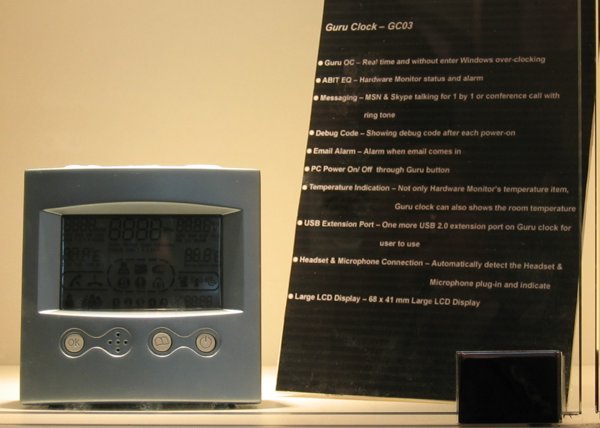 Guru Clock – GC03
● Guru OC – Real time and without enter Windows over-clocking
● ABIT EQ – Hardware Monitor status and alarm
● Messaging – MSN & Skype talking for 1 by 1 or conference call with
ring tone
● Debug Code – Showing debug code after each power-on
● Email Alarm – Alarm when email comes in
● PC Power On/ Off through Guru button
● Temperature Indication – Not only Hardware Monitor's temperature item,
Guru clock can also shows the room temperature
● USB Extension Port – One more USB 2.0 extension port on Guru clock for
user to use
● Headset & Microphone Connection – Automatically detect the Headset &
Microphone plug-in and indicate
● Large LCD Display – 68 x 41 mm Large LCD Display
OK